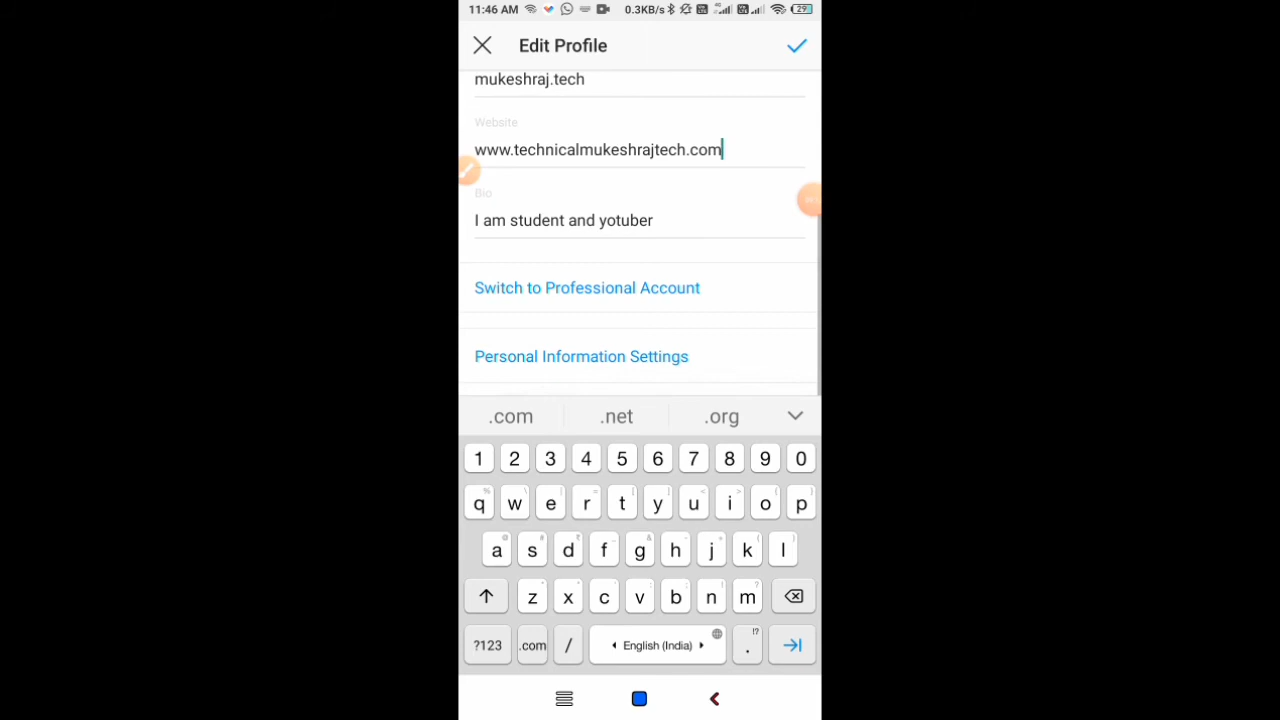 11:46 AM 0.3KB/s 4G 29
Edit Profile
mukeshraj.tech
Website
www.technicalmukeshrajtech.com
Bio
I am student and yotuber
Switch to Professional Account
Personal Information Settings
.com .net .org
1 2 3 4 5 6 7 8 9 0
q w e r t y u i o p
a s d f g h j k l
z x c v b n m
?123 .com / English (India) . !?